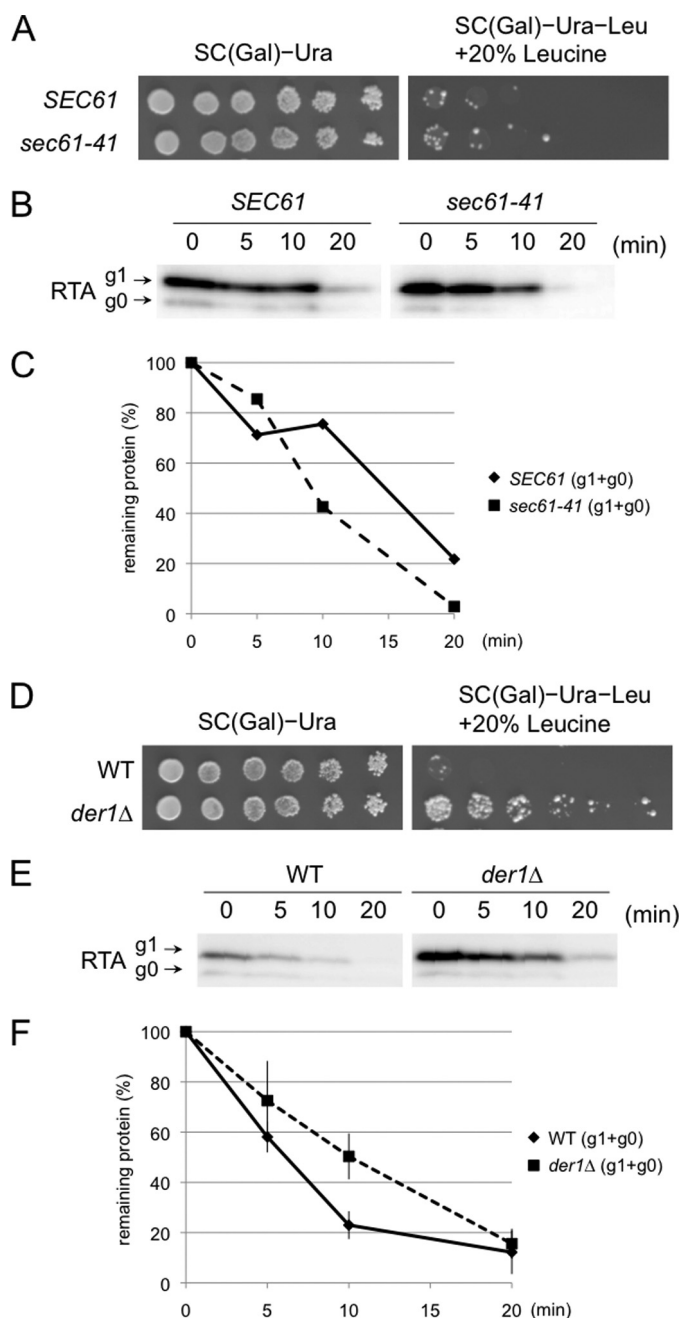 A
SC(Gal)−Ura
SC(Gal)−Ura−Leu
+20% Leucine
SEC61
sec61-41
B
SEC61
sec61-41
0 5 10 20 0 5 10 20 (min)
RTA
g1
g0
C
100
80
60
40
20
0
remaining protein (%)
0 5 10 15 20 (min)
SEC61 (g1+g0)
sec61-41 (g1+g0)
D
SC(Gal)−Ura
SC(Gal)−Ura−Leu
+20% Leucine
WT
der1Δ
E
WT
der1Δ
0 5 10 20 0 5 10 20 (min)
RTA
g1
g0
F
100
80
60
40
20
0
remaining protein (%)
0 5 10 15 20 (min)
WT (g1+g0)
der1Δ (g1+g0)